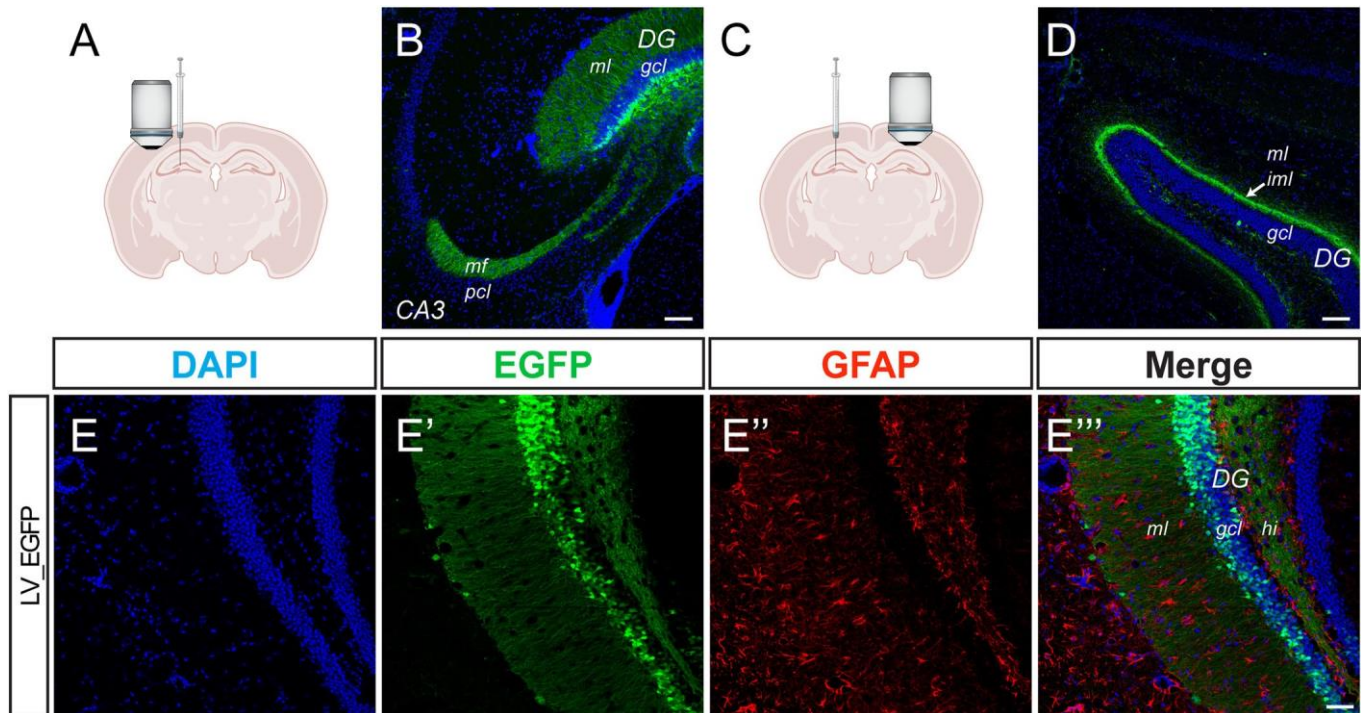 A
B
DG
ml
gcl
mf
pcl
CA3
C
D
ml
iml
gcl
DG
DAPI
EGFP
GFAP
Merge
LV_EGFP
E
E’
E’’
E’’’
DG
ml
gcl
hi